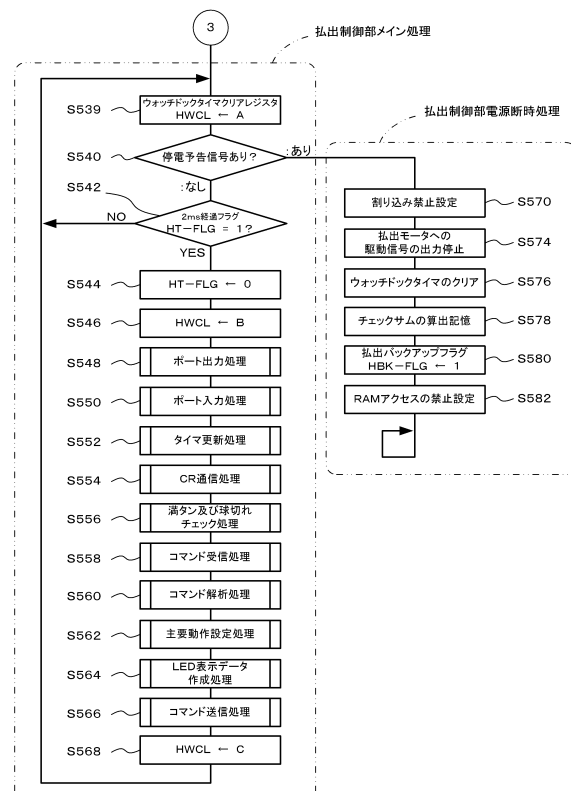 3
払出制御部メイン処理
S539
ウォッチドックタイマクリアレジスタ
HWCL ← A
S540
停電予告信号あり？
:あり
:なし
S542
2ms経過フラグ
HT−FLG = 1？
NO
YES
S544
HT−FLG ← 0
S546
HWCL ← B
S548
ポート出力処理
S550
ポート入力処理
S552
タイマ更新処理
S554
CR通信処理
S556
満タン及び球切れ
チェック処理
S558
コマンド受信処理
S560
コマンド解析処理
S562
主要動作設定処理
S564
LED表示データ
作成処理
S566
コマンド送信処理
S568
HWCL ← C
払出制御部電源断時処理
割り込み禁止設定
S570
払出モータへの
駆動信号の出力停止
S574
ウォッチドックタイマのクリア
S576
チェックサムの算出記憶
S578
払出バックアップフラグ
HBK−FLG ← 1
S580
RAMアクセスの禁止設定
S582